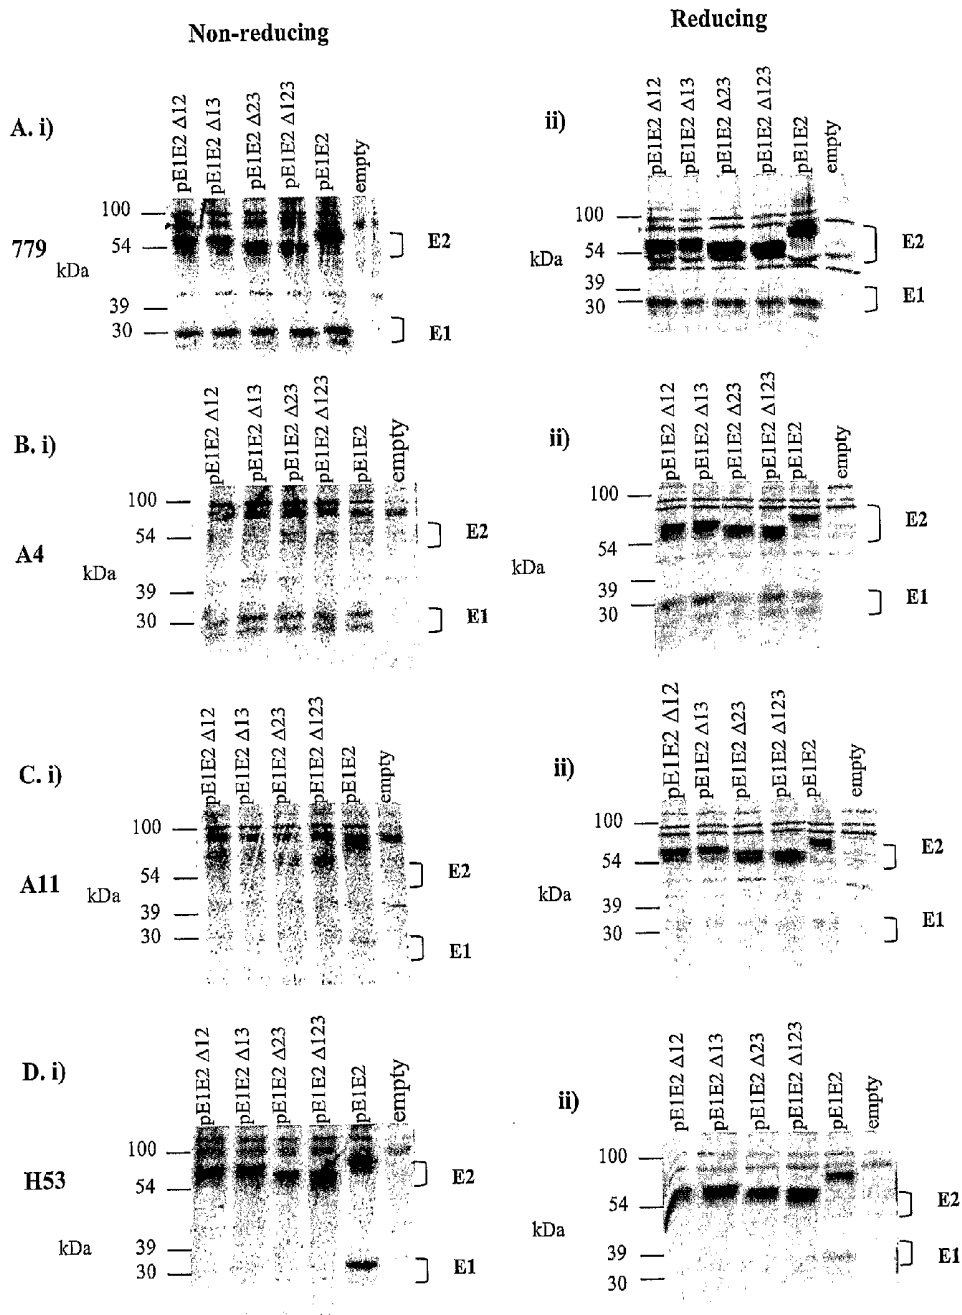 Non-reducing
Reducing
A. i)
pE1E2 Δ12
pE1E2 Δ13
pE1E2 Δ23
pE1E2 Δ123
pE1E2
empty
779
100
54
kDa
39
30
E2
E1
ii)
pE1E2 Δ12
pE1E2 Δ13
pE1E2 Δ23
pE1E2 Δ123
pE1E2
empty
100
54
kDa
39
30
E2
E1
B. i)
pE1E2 Δ12
pE1E2 Δ13
pE1E2 Δ23
pE1E2 Δ123
pE1E2
empty
A4
100
54
kDa
39
30
E2
E1
ii)
pE1E2 Δ12
pE1E2 Δ13
pE1E2 Δ23
pE1E2 Δ123
pE1E2
empty
100
54
kDa
39
30
E2
E1
C. i)
pE1E2 Δ12
pE1E2 Δ13
pE1E2 Δ23
pE1E2 Δ123
pE1E2
empty
A11
100
54
kDa
39
30
E2
E1
ii)
pE1E2 Δ12
pE1E2 Δ13
pE1E2 Δ23
pE1E2 Δ123
pE1E2
empty
100
54
kDa
39
30
E2
E1
D. i)
pE1E2 Δ12
pE1E2 Δ13
pE1E2 Δ23
pE1E2 Δ123
pE1E2
empty
H53
100
54
kDa
39
30
E2
E1
ii)
pE1E2 Δ12
pE1E2 Δ13
pE1E2 Δ23
pE1E2 Δ123
pE1E2
empty
100
54
kDa
39
30
E2
E1